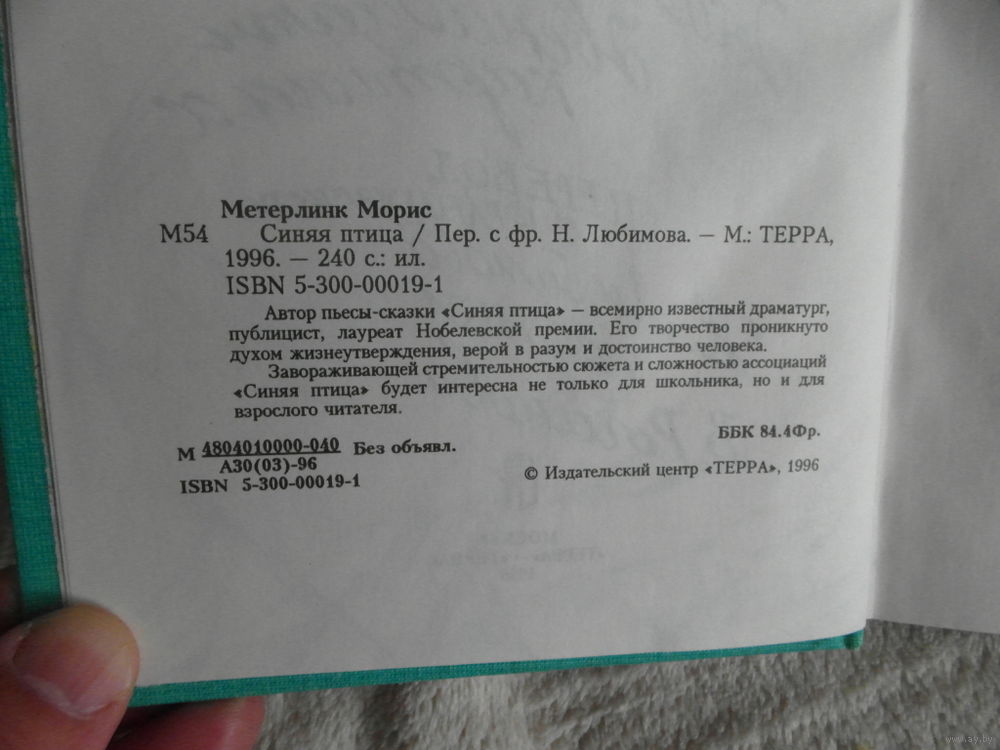 Метерлинк Морис
М54 Синяя птица / Пер. с фр. Н. Любимова. — М.: ТЕРРА,
1996. — 240 с.: ил.
ISBN 5-300-00019-1
Автор пьесы-сказки «Синяя птица» — всемирно известный драматург,
публицист, лауреат Нобелевской премии. Его творчество проникнуто
духом жизнеутверждения, верой в разум и достоинство человека.
Завораживающей стремительностью сюжета и сложностью ассоциаций
«Синяя птица» будет интересна не только для школьника, но и для
взрослого читателя.
М 4804010000-040 Без объявл.
А30(03)-96
ББК 84.4Фр.
ISBN 5-300-00019-1
© Издательский центр «ТЕРРА», 1996
www.ay.by